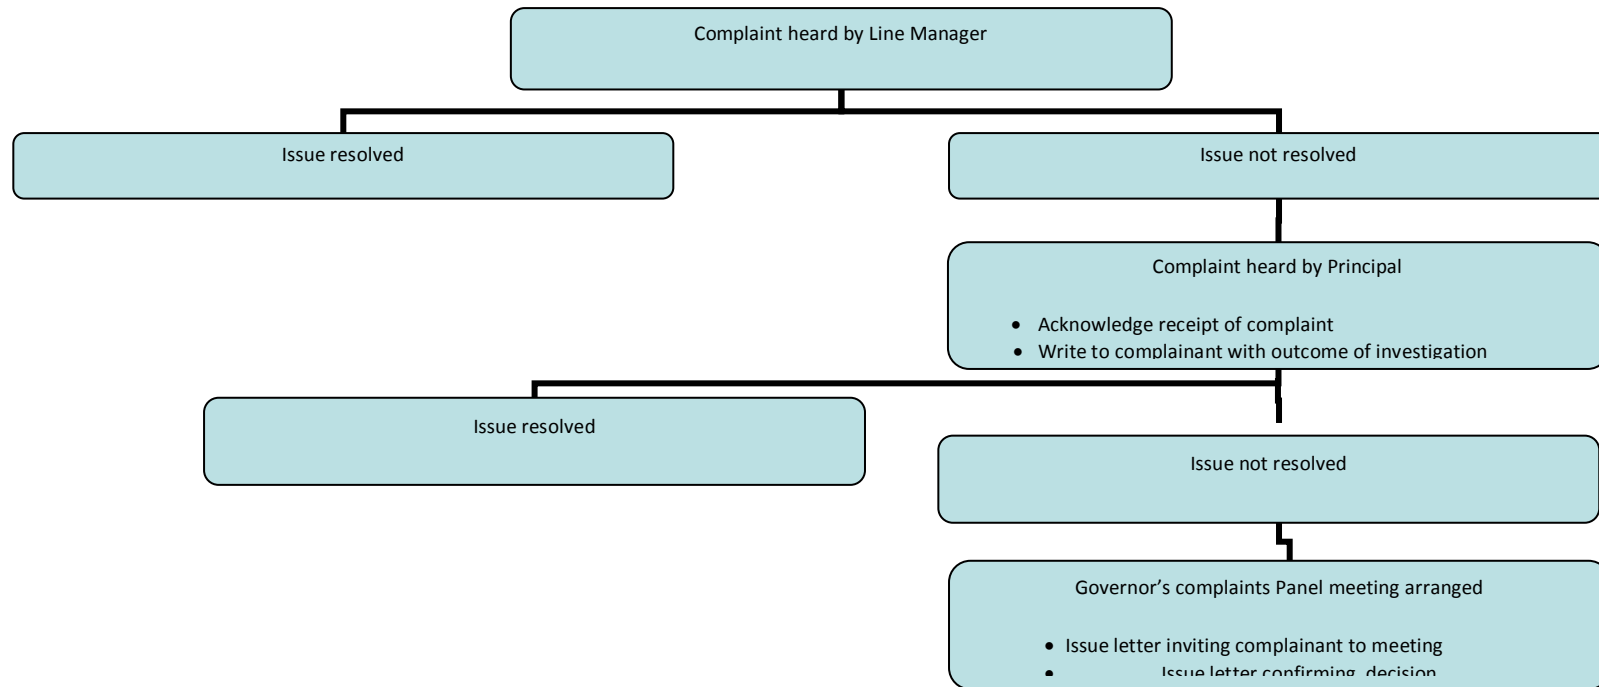 Complaint heard by Line Manager
Issue resolved
Issue not resolved
Complaint heard by Principal
• Acknowledge receipt of complaint
• Write to complainant with outcome of investigation
Issue resolved
Issue not resolved
Governor’s complaints Panel meeting arranged
• Issue letter inviting complainant to meeting
• Issue letter confirming decision